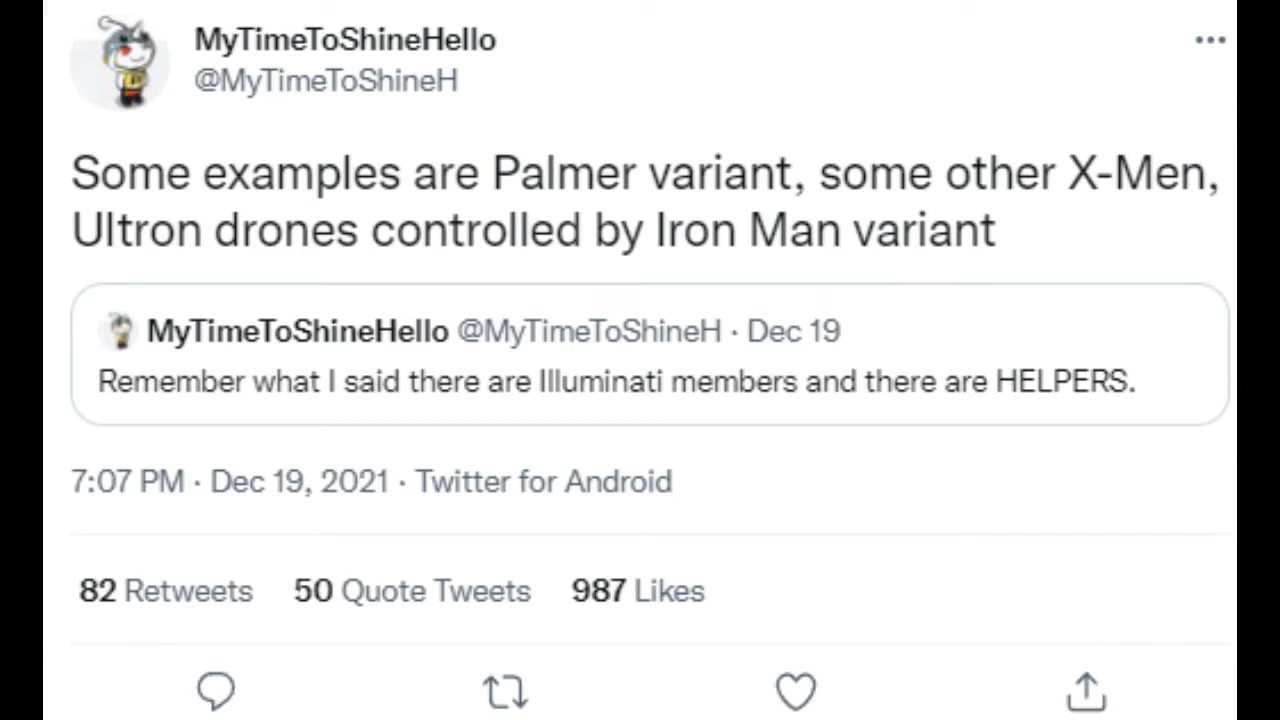 MyTimeToShineHello
@MyTimeToShineH
Some examples are Palmer variant, some other X-Men,
Ultron drones controlled by Iron Man variant
MyTimeToShineHello @MyTimeToShineH · Dec 19
Remember what I said there are Illuminati members and there are HELPERS.
7:07 PM · Dec 19, 2021 · Twitter for Android
82 Retweets 50 Quote Tweets 987 Likes